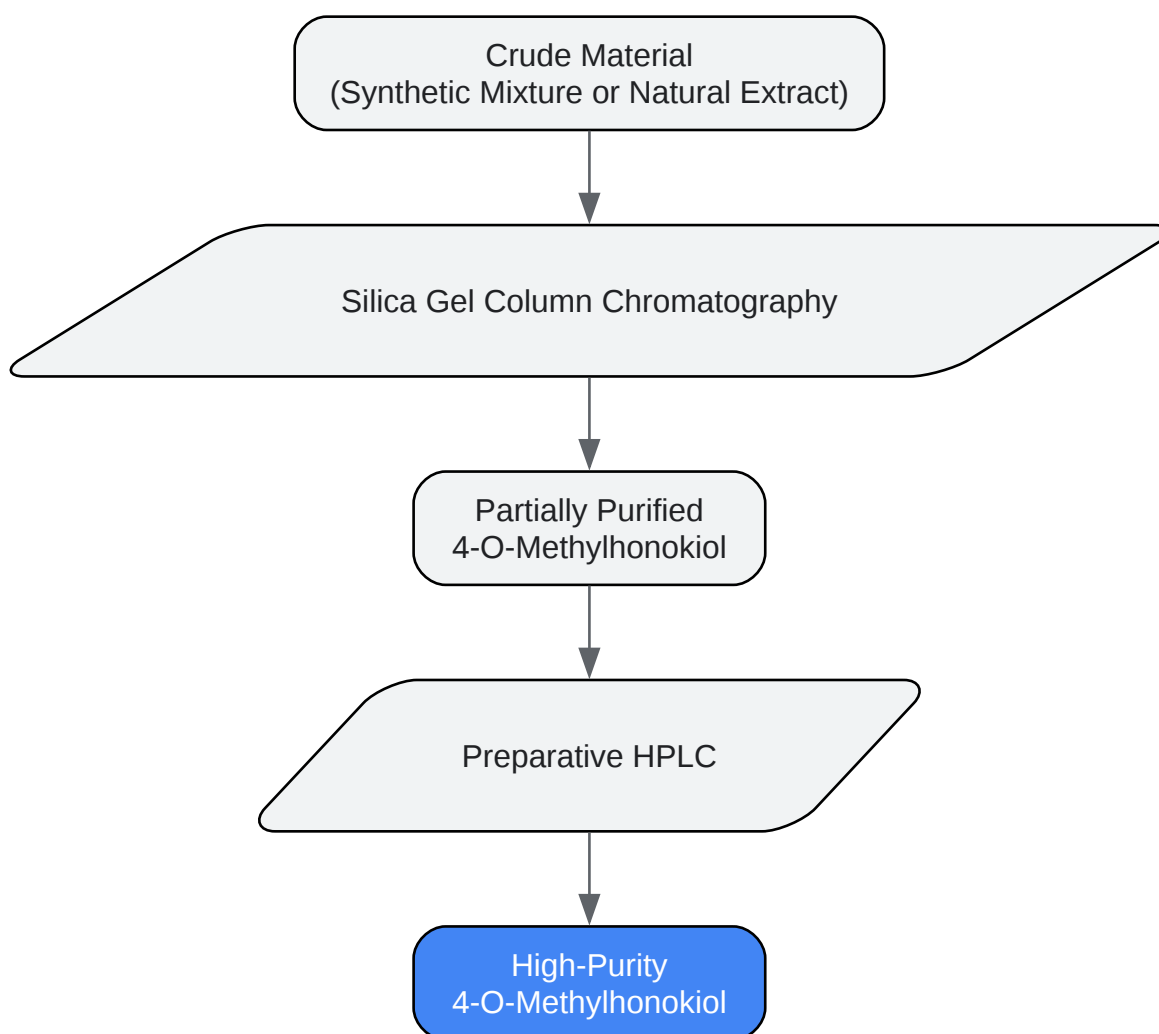 Crude Material
(Synthetic Mixture or Natural Extract)
Silica Gel Column Chromatography
Partially Purified
4-O-Methylhonokiol
Preparative HPLC
High-Purity
4-O-Methylhonokiol